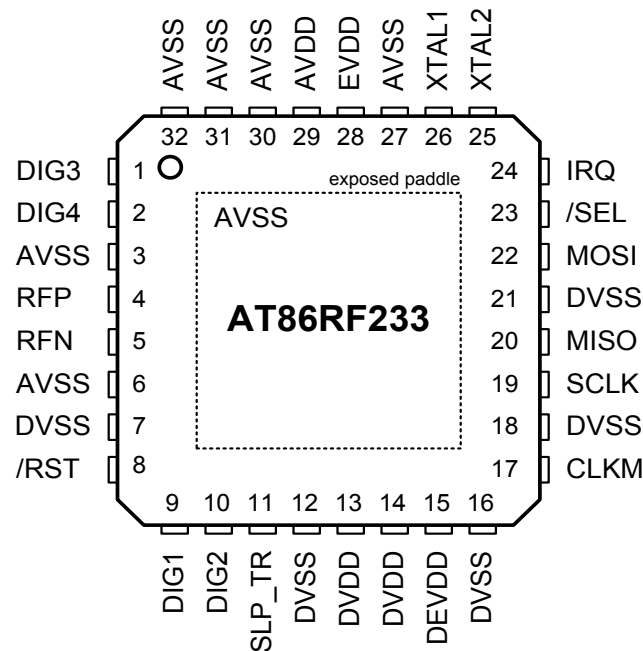 AVSS AVSS AVSS AVDD EVDD AVSS XTAL1 XTAL2
32 31 30 29 28 27 26 25
DIG3 1 exposed paddle 24 IRQ
DIG4 2 AVSS 23 /SEL
AVSS 3 22 MOSI
RFP 4 AT86RF233 21 DVSS
RFN 5 20 MISO
AVSS 6 19 SCLK
DVSS 7 18 DVSS
/RST 8 17 CLKM
9 10 11 12 13 14 15 16
DIG1 DIG2 SLP_TR DVSS DVDD DVDD DEVDD DVSS